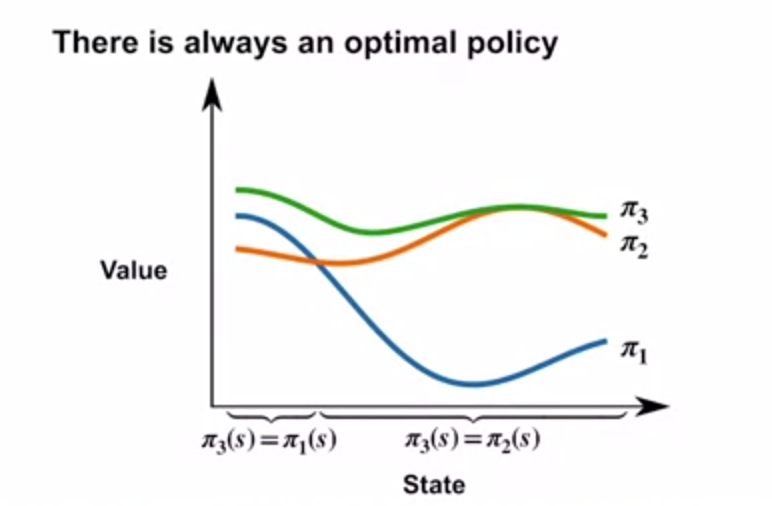 There is always an optimal policy
π₃
π₂
Value
π₁
π₃(s)=π₁(s) π₃(s)=π₂(s)
State